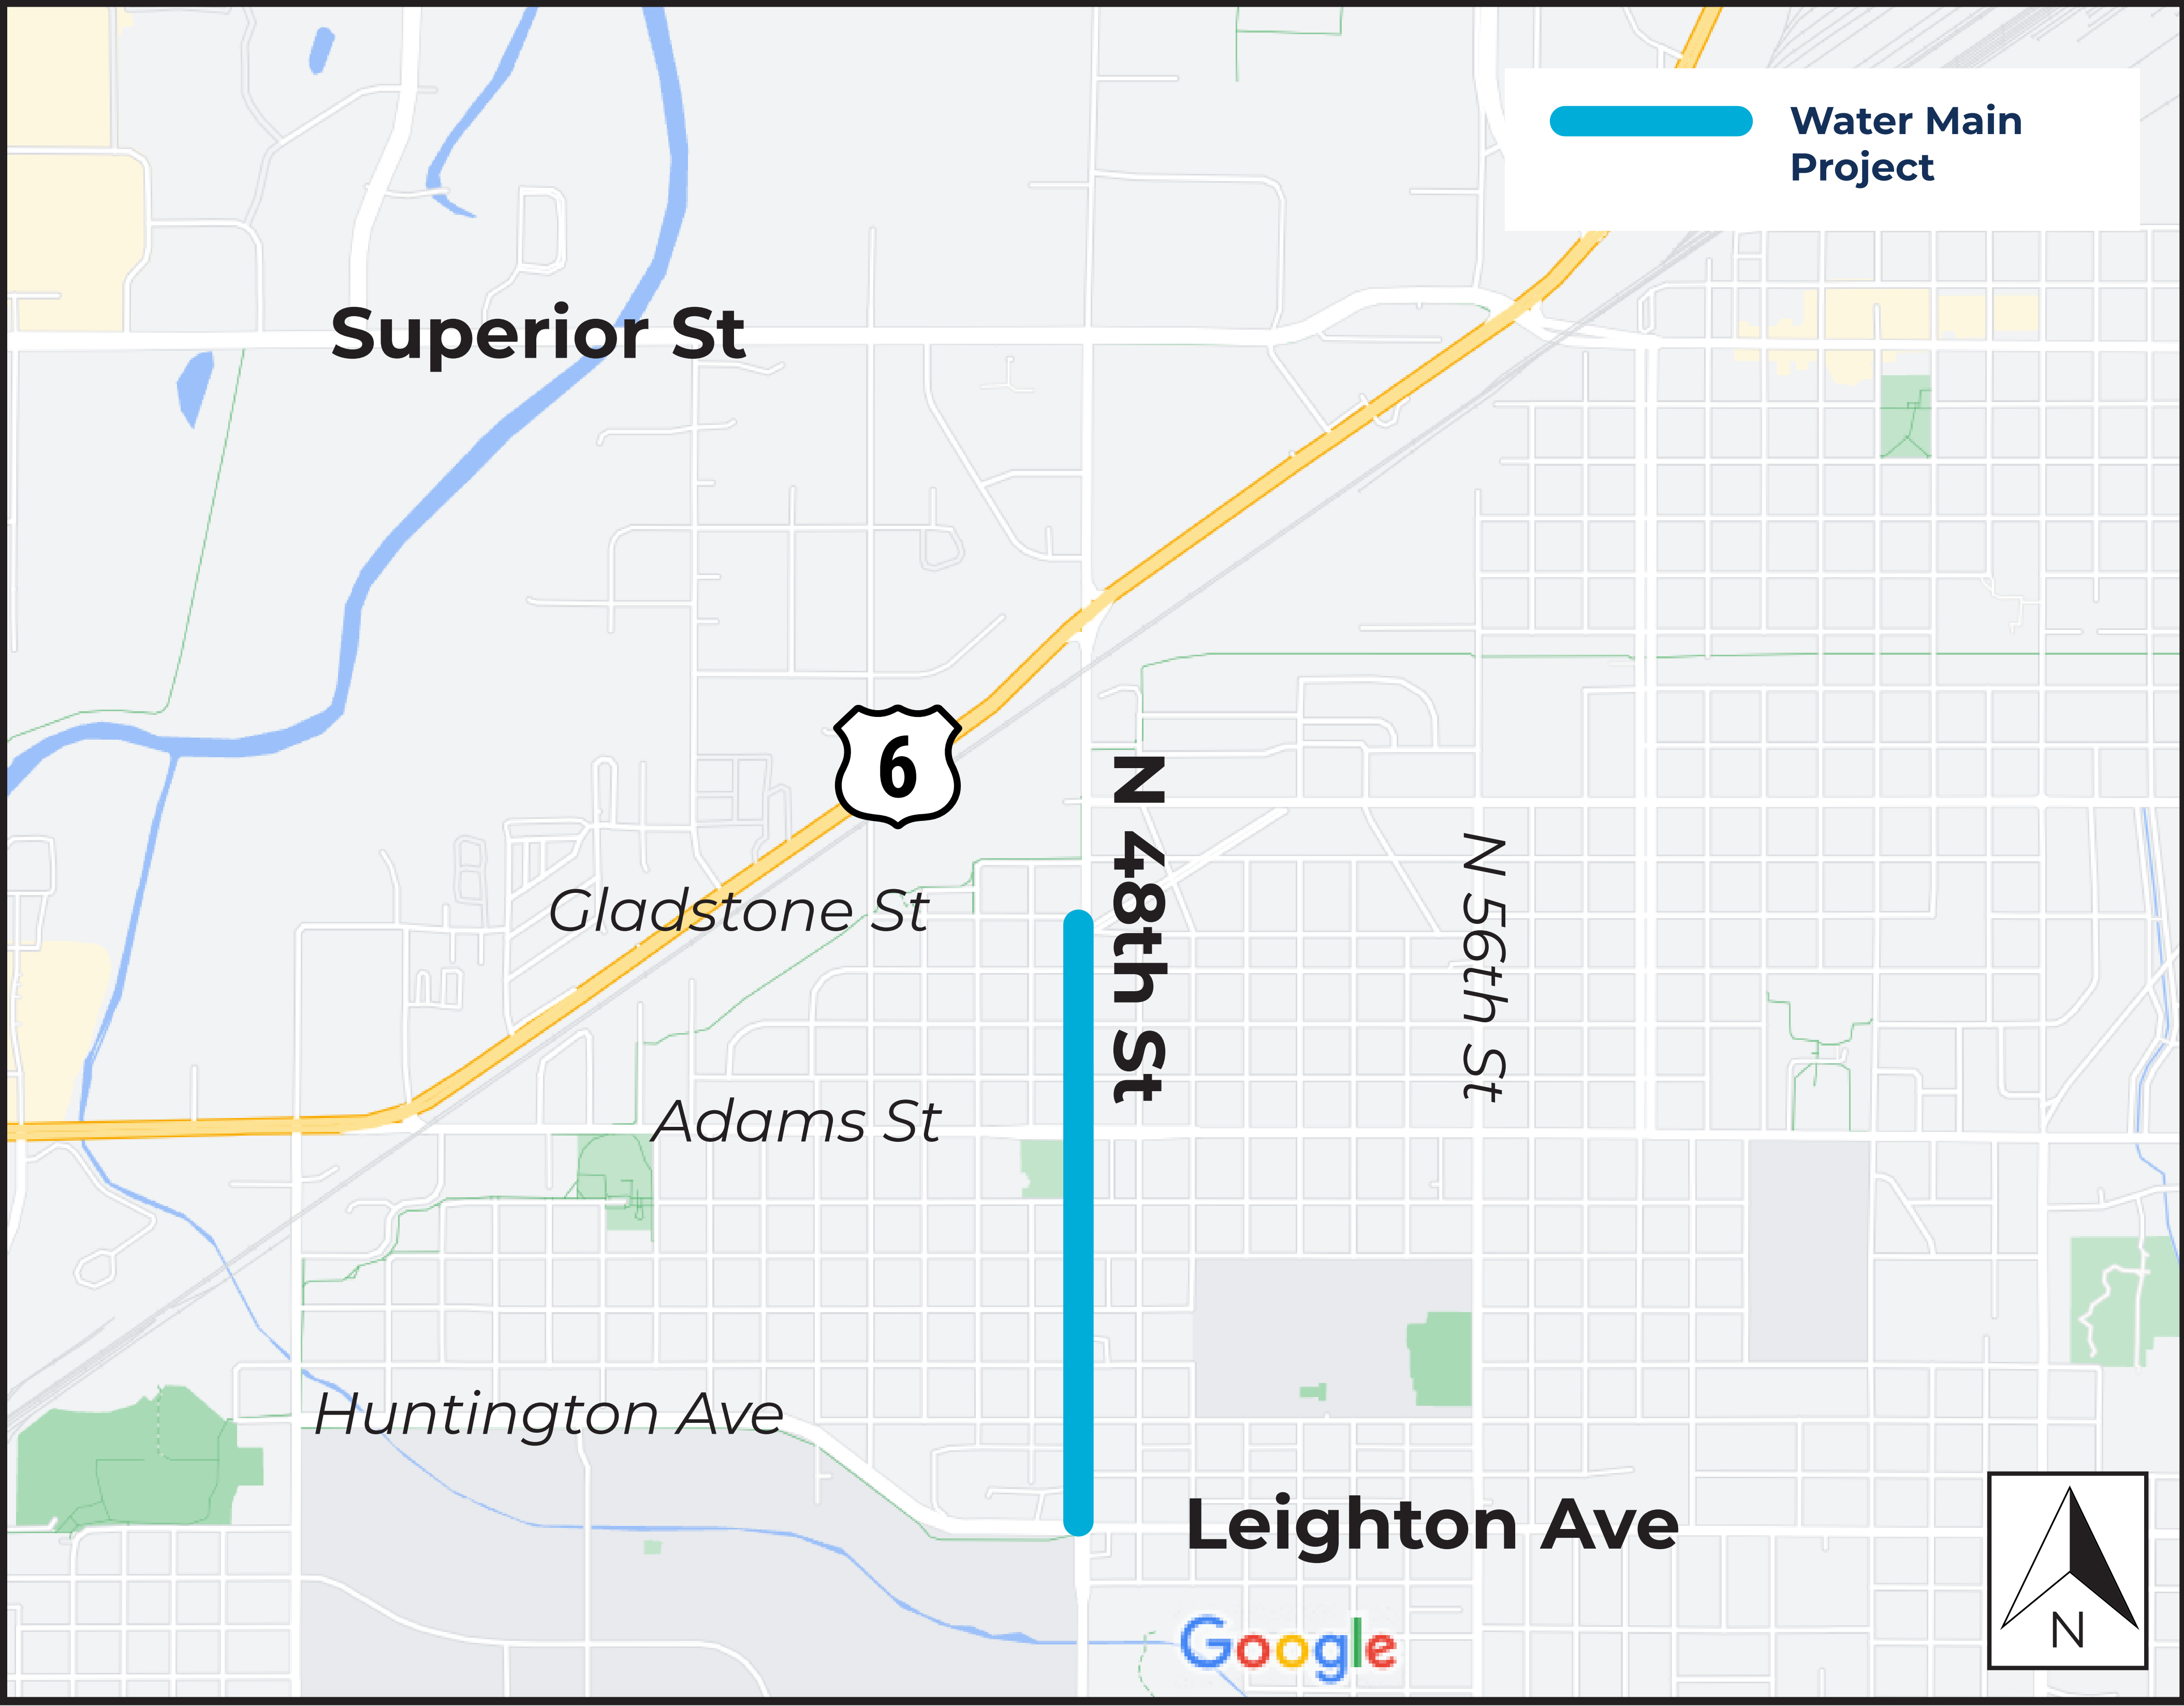 Water Main
Project
Superior St
6
N 48th St
N 56th St
Gladstone St
Adams St
Huntington Ave
Leighton Ave
Google
N